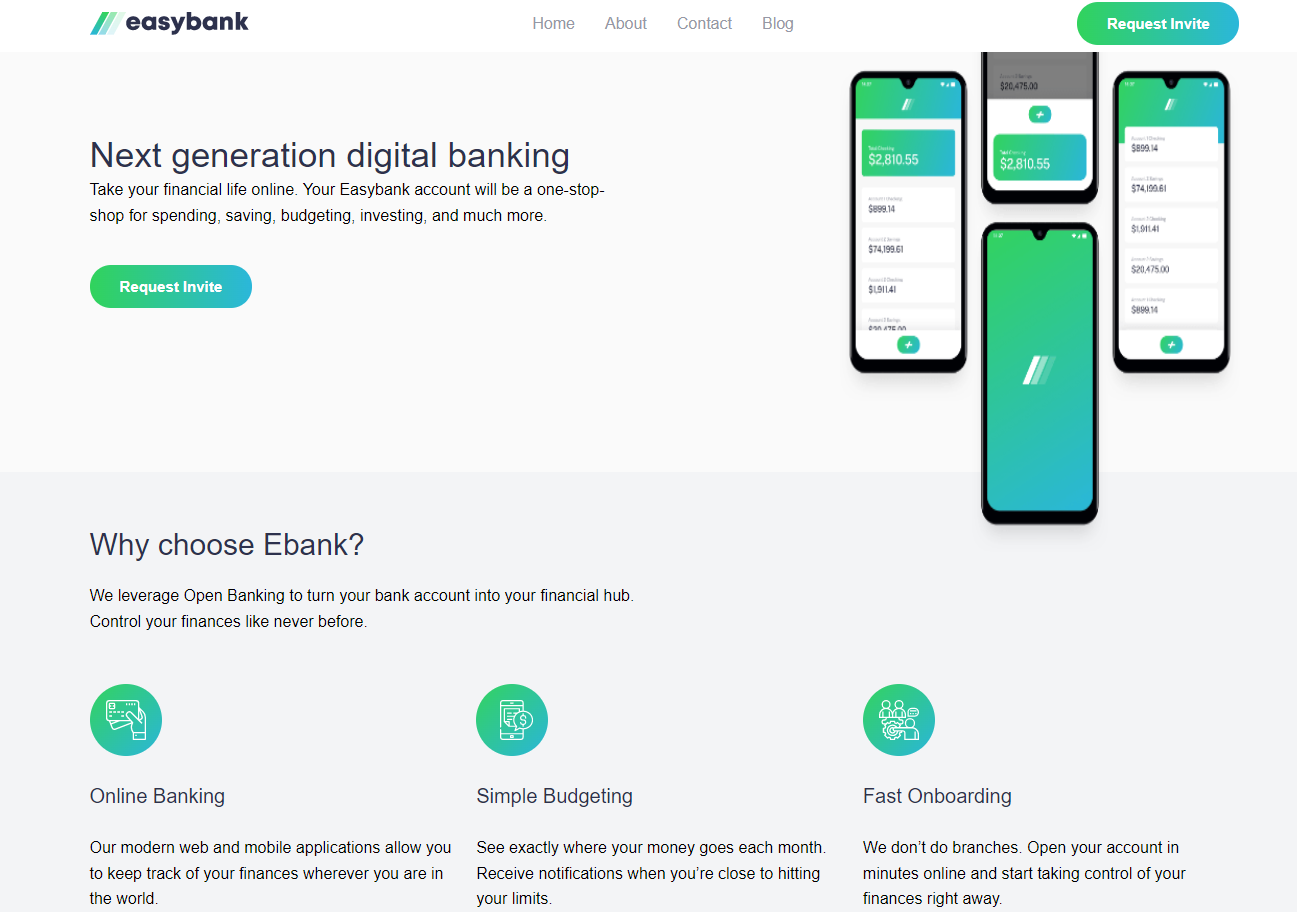 easybank
Home
About
Contact
Blog
Request Invite
Next generation digital banking
Take your financial life online. Your Easybank account will be a one-stop-
shop for spending, saving, budgeting, investing, and much more.
Request Invite
$2,810.55
$899.14
$74,199.61
$1,911.41
$20,475.00
$20,475.00
$2,810.55
$899.14
$74,199.61
$1,911.41
$20,475.00
$899.14
Why choose Ebank?
We leverage Open Banking to turn your bank account into your financial hub.
Control your finances like never before.
Online Banking
Our modern web and mobile applications allow you
to keep track of your finances wherever you are in
the world.
Simple Budgeting
See exactly where your money goes each month.
Receive notifications when you’re close to hitting
your limits.
Fast Onboarding
We don’t do branches. Open your account in
minutes online and start taking control of your
finances right away.